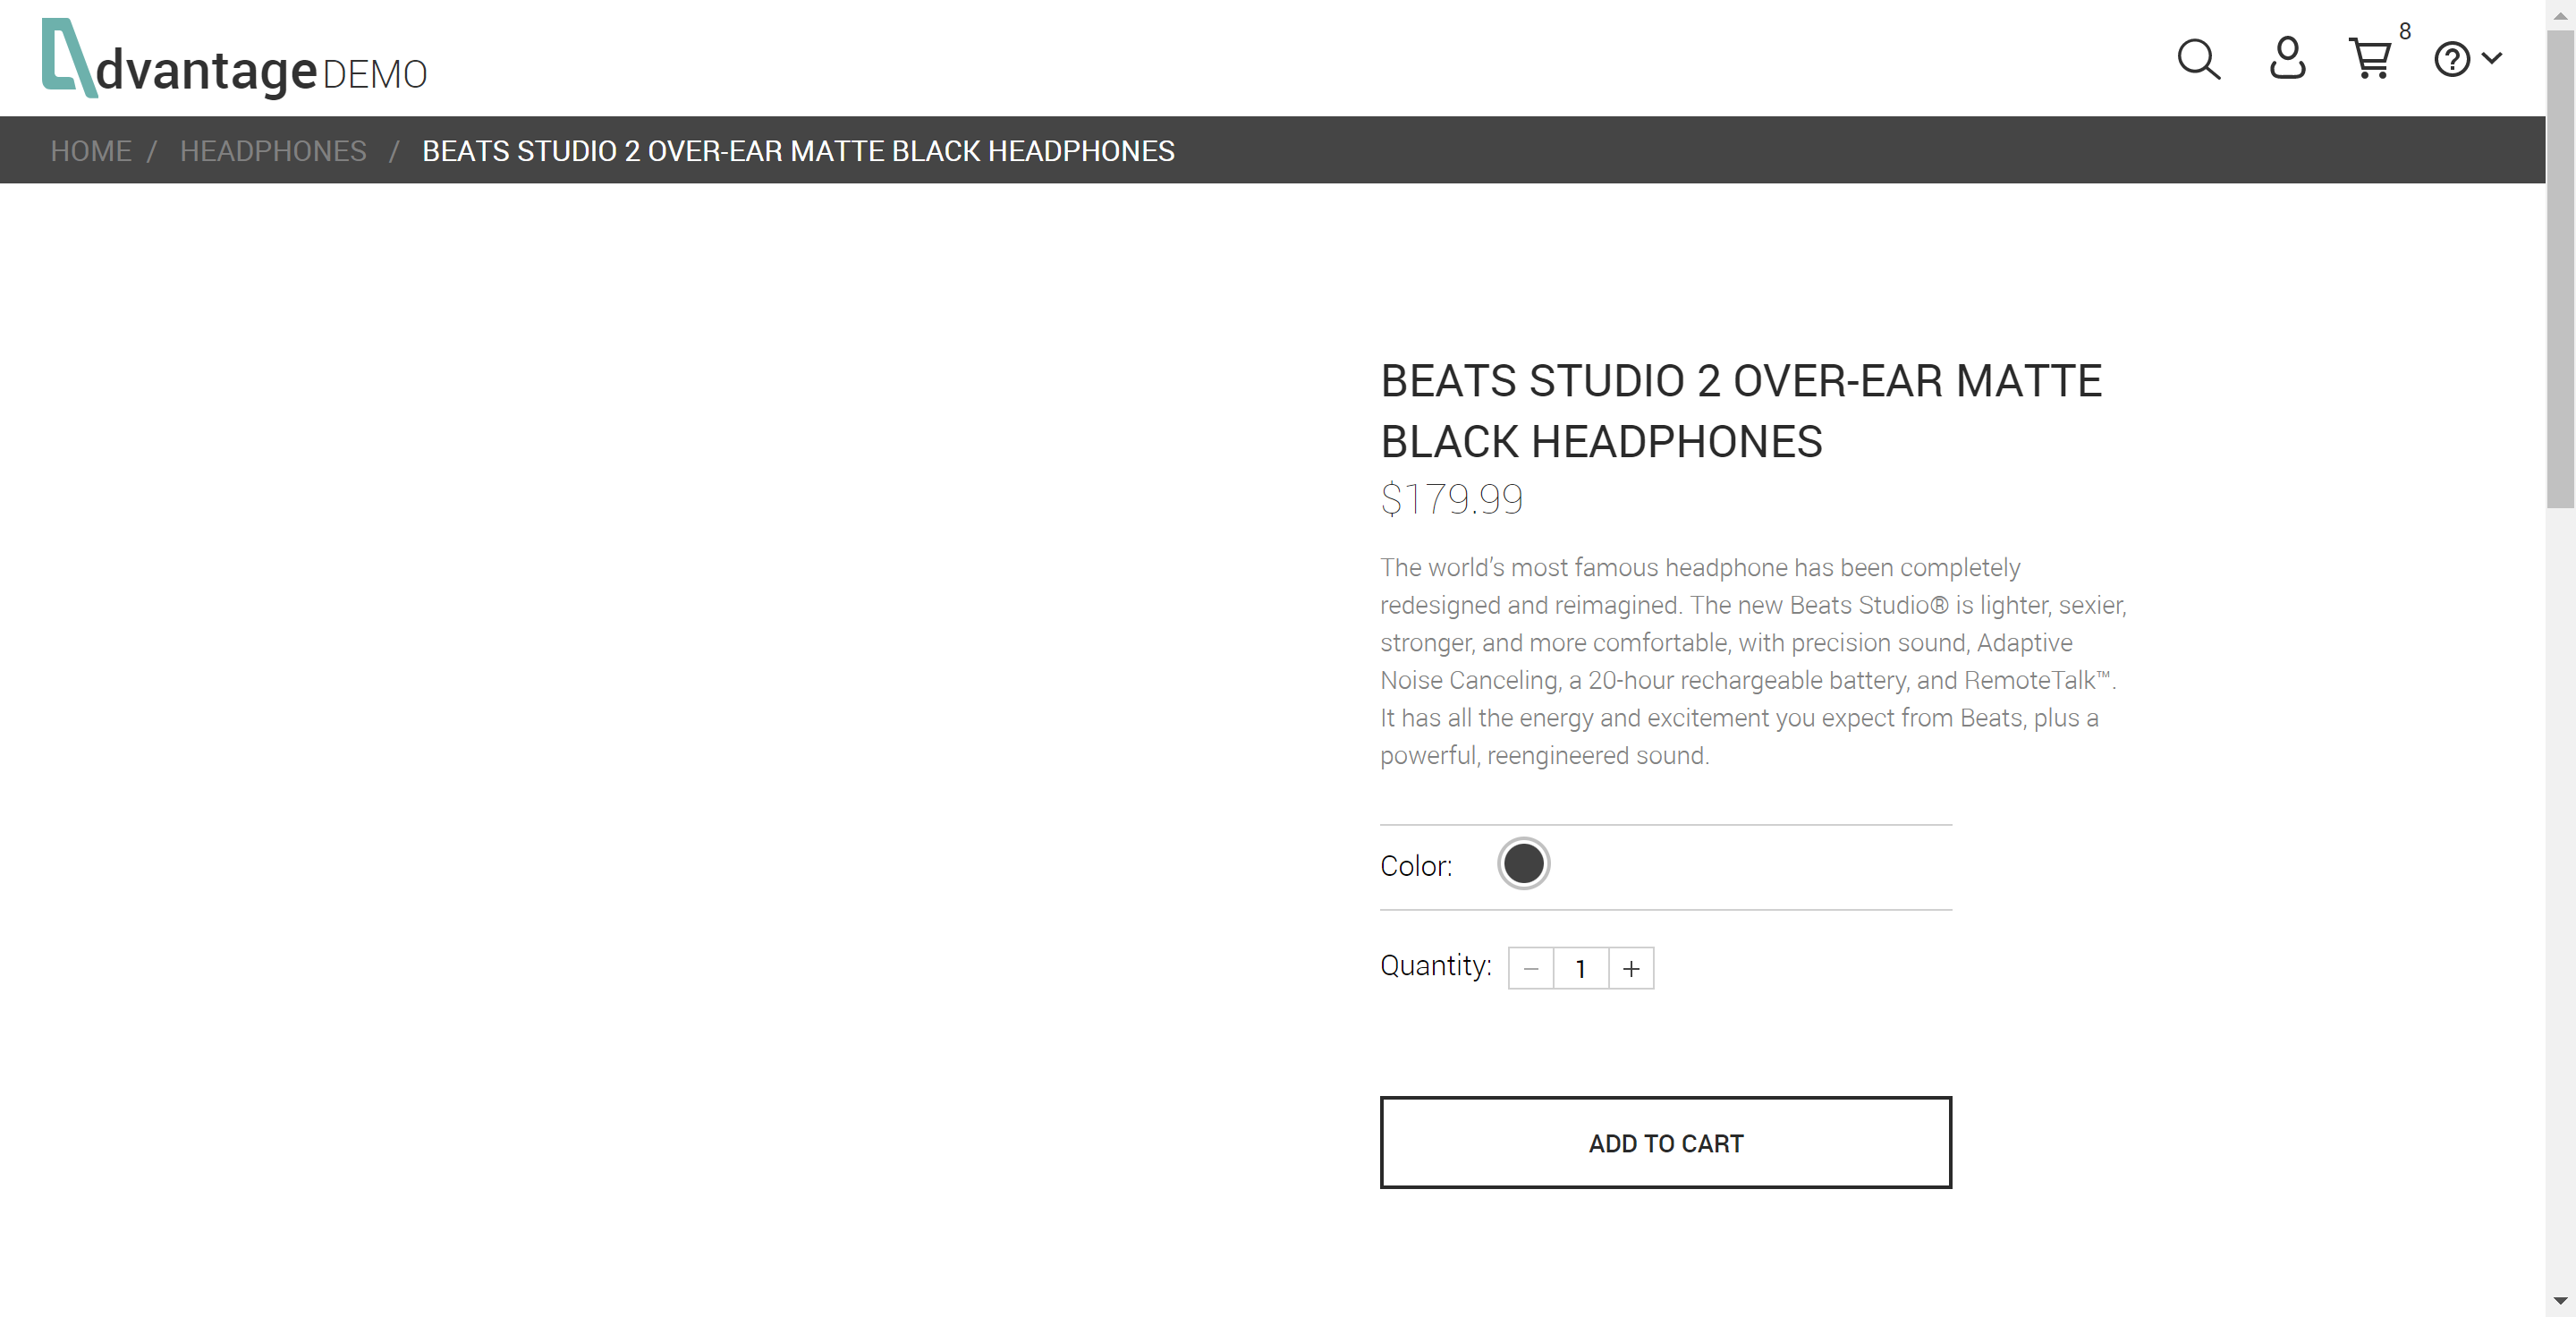 dvantage DEMO
8
HOME / HEADPHONES / BEATS STUDIO 2 OVER-EAR MATTE BLACK HEADPHONES
BEATS STUDIO 2 OVER-EAR MATTE
BLACK HEADPHONES
$179.99
The world’s most famous headphone has been completely
redesigned and reimagined. The new Beats Studio® is lighter, sexier,
stronger, and more comfortable, with precision sound, Adaptive
Noise Canceling, a 20-hour rechargeable battery, and RemoteTalk™.
It has all the energy and excitement you expect from Beats, plus a
powerful, reengineered sound.
Color:
Quantity: − 1 +
ADD TO CART